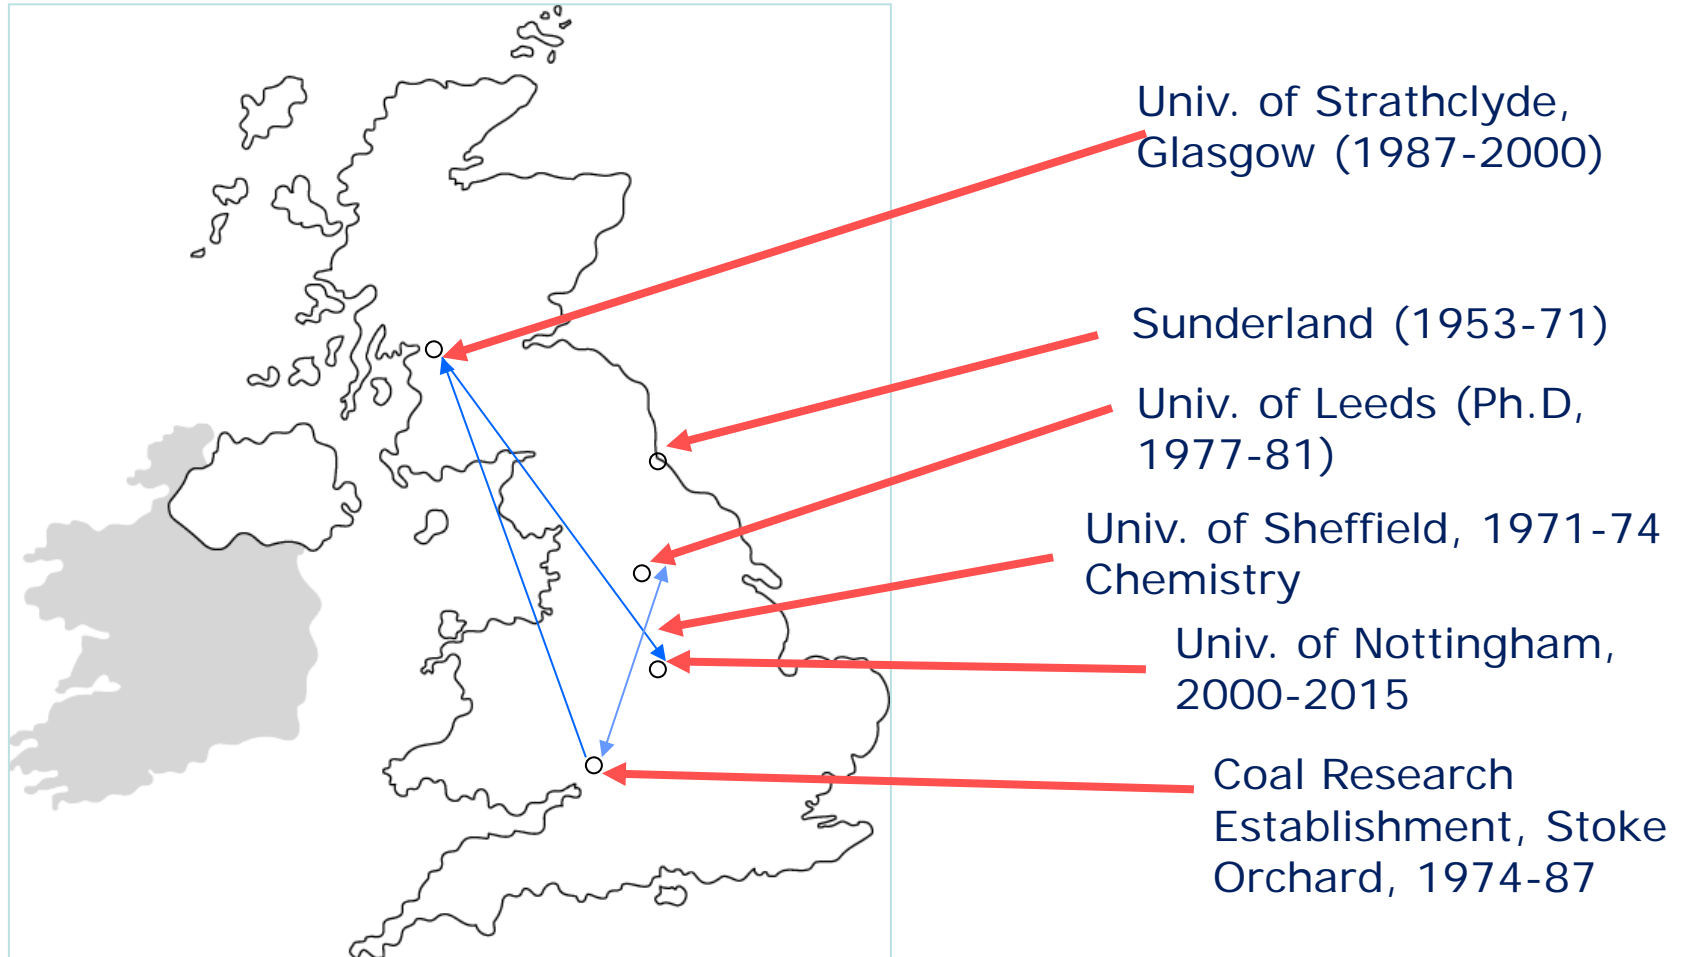 Univ. of Strathclyde,
Glasgow (1987-2000)
Sunderland (1953-71)
Univ. of Leeds (Ph.D,
1977-81)
Univ. of Sheffield, 1971-74
Chemistry
Univ. of Nottingham,
2000-2015
Coal Research
Establishment, Stoke
Orchard, 1974-87